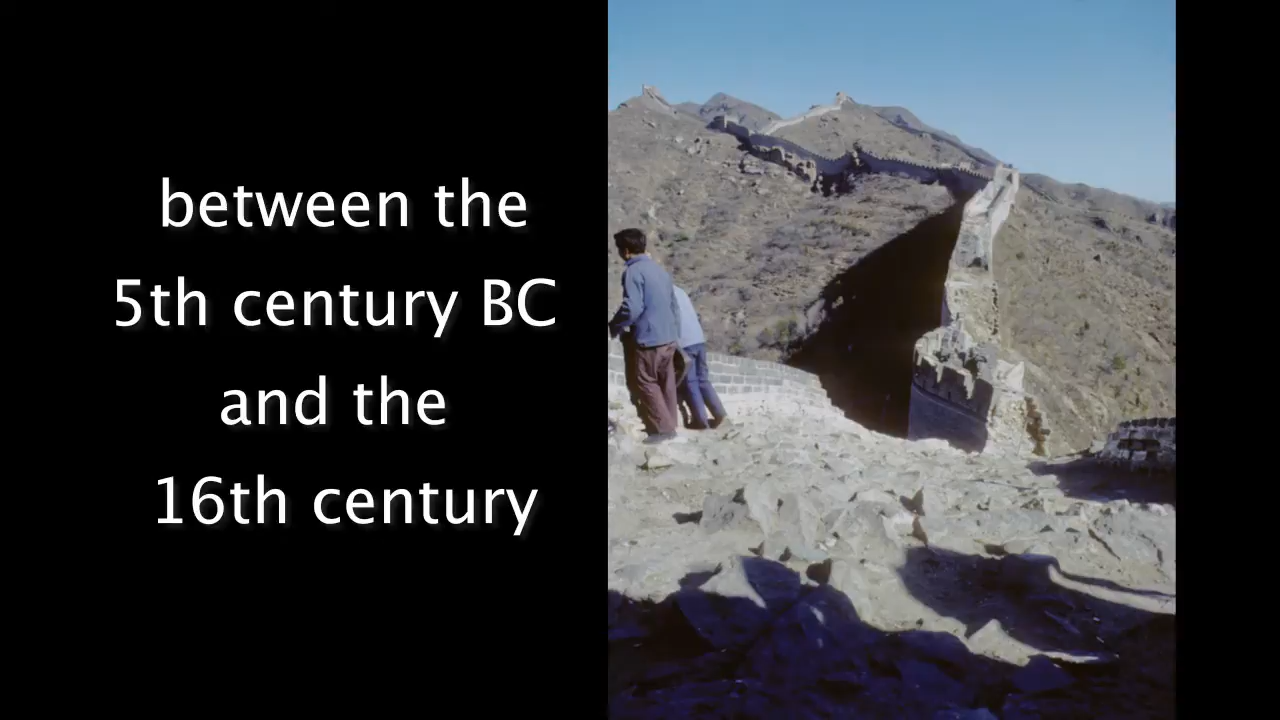 between the
5th century BC
and the
16th century